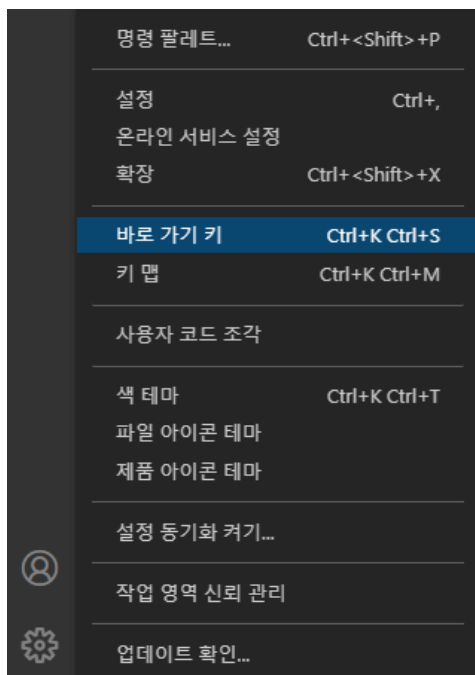 명령 팔레트... Ctrl+<Shift>+P
설정 Ctrl+,
온라인 서비스 설정
확장 Ctrl+<Shift>+X
바로 가기 키 Ctrl+K Ctrl+S
키 맵 Ctrl+K Ctrl+M
사용자 코드 조각
색 테마 Ctrl+K Ctrl+T
파일 아이콘 테마
제품 아이콘 테마
설정 동기화 켜기...
작업 영역 신뢰 관리
업데이트 확인...